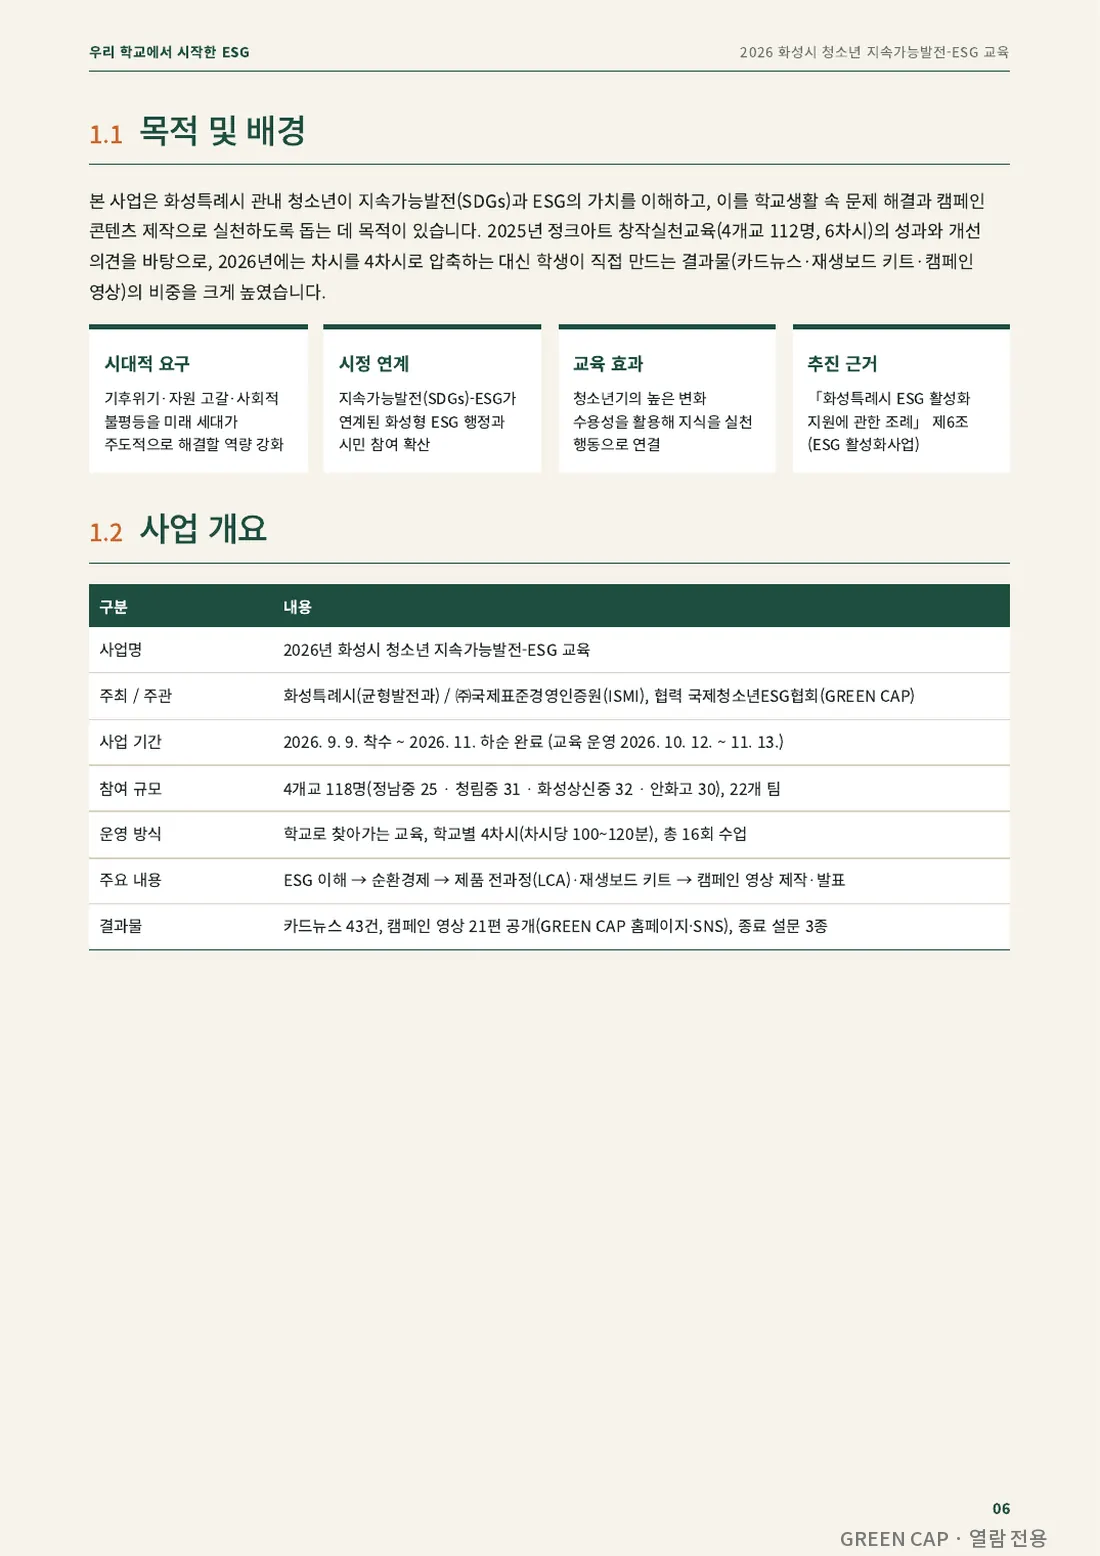 우리 학교에서 시작한 ESG
2026 화성시 청소년 지속가능발전-ESG 교육
1.1 목적 및 배경
본 사업은 화성특례시 관내 청소년이 지속가능발전(SDGs)과 ESG의 가치를 이해하고, 이를 학교생활 속 문제 해결과 캠페인
콘텐츠 제작으로 실천하도록 돕는 데 목적이 있습니다. 2025년 정크아트 창작실천교육(4개교 112명, 6차시)의 성과와 개선
의견을 바탕으로, 2026년에는 차시를 4차시로 압축하는 대신 학생이 직접 만드는 결과물(카드뉴스·재생보드 키트·캠페인
영상)의 비중을 크게 높였습니다.
시대적 요구
기후위기·자원 고갈·사회적
불평등을 미래 세대가
주도적으로 해결할 역량 강화
시정 연계
지속가능발전(SDGs)-ESG가
연계된 화성형 ESG 행정과
시민 참여 확산
교육 효과
청소년기의 높은 변화
수용성을 활용해 지식을 실천
행동으로 연결
추진 근거
「화성특례시 ESG 활성화
지원에 관한 조례」 제6조
(ESG 활성화사업)
1.2 사업 개요
구분 내용
사업명 2026년 화성시 청소년 지속가능발전-ESG 교육
주최 / 주관 화성특례시(균형발전과) / ㈜국제표준경영인증원(ISMI), 협력 국제청소년ESG협회(GREEN CAP)
사업 기간 2026. 9. 9. 착수 ~ 2026. 11. 하순 완료 (교육 운영 2026. 10. 12. ~ 11. 13.)
참여 규모 4개교 118명(정남중 25 · 청림중 31 · 화성상신중 32 · 안화고 30), 22개 팀
운영 방식 학교로 찾아가는 교육, 학교별 4차시(차시당 100~120분), 총 16회 수업
주요 내용 ESG 이해 → 순환경제 → 제품 전과정(LCA)·재생보드 키트 → 캠페인 영상 제작·발표
결과물 카드뉴스 43건, 캠페인 영상 21편 공개(GREEN CAP 홈페이지·SNS), 종료 설문 3종
06
GREEN CAP · 열람 전용